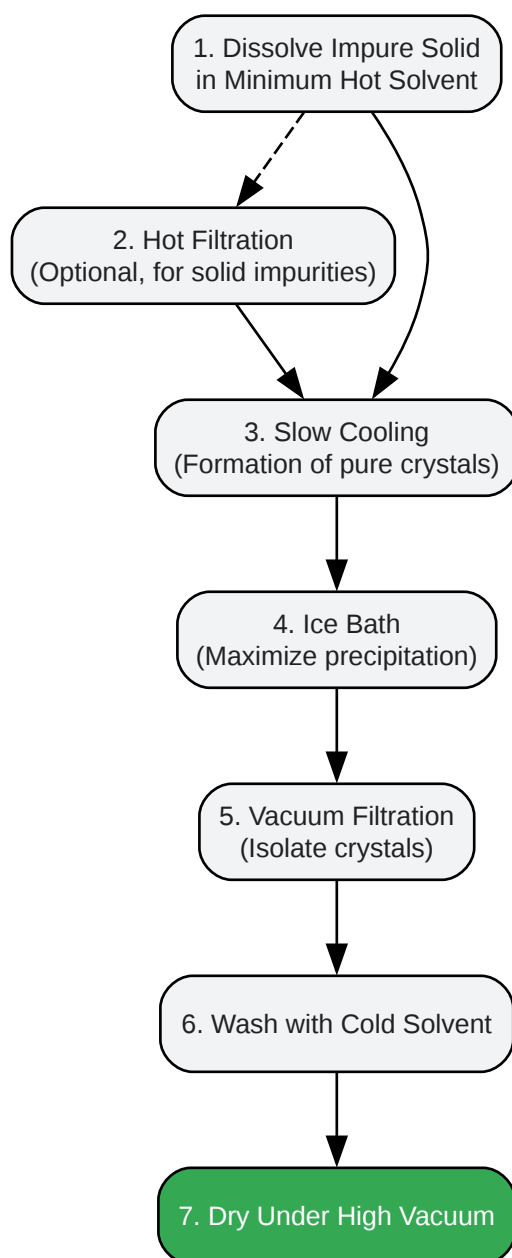 1. Dissolve Impure Solid
in Minimum Hot Solvent
2. Hot Filtration
(Optional, for solid impurities)
3. Slow Cooling
(Formation of pure crystals)
4. Ice Bath
(Maximize precipitation)
5. Vacuum Filtration
(Isolate crystals)
6. Wash with Cold Solvent
7. Dry Under High Vacuum